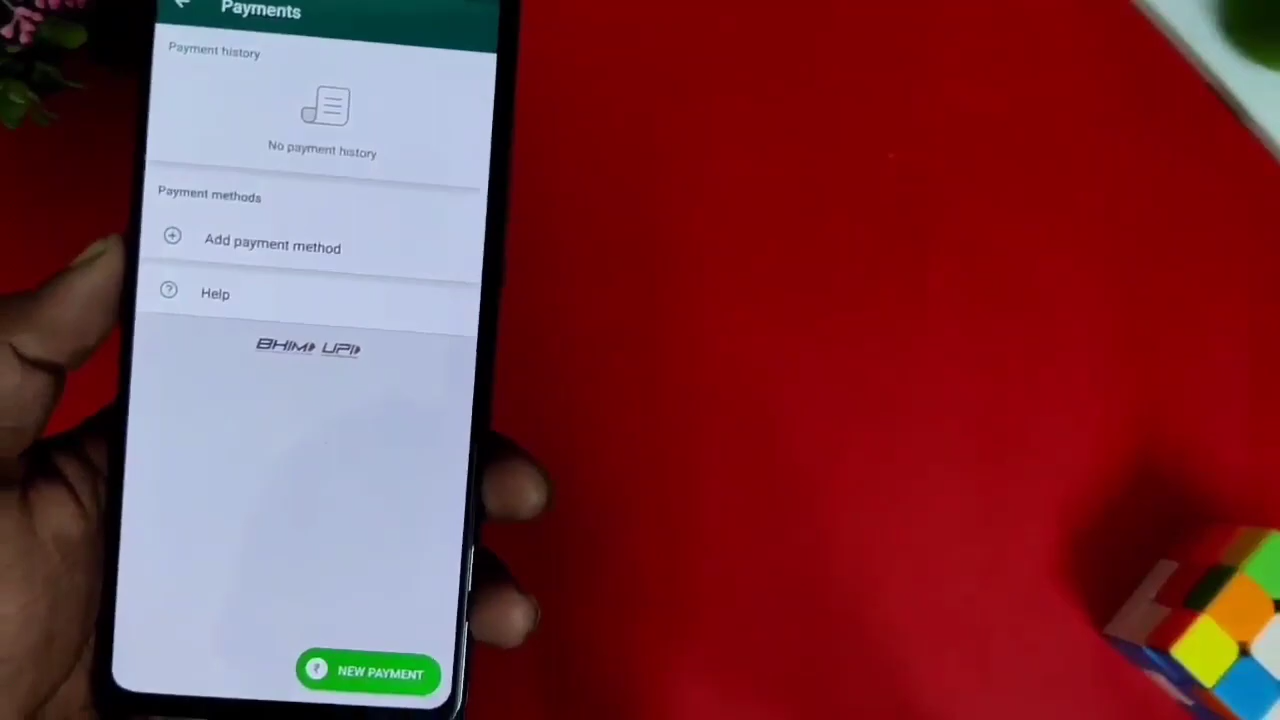 Payments
Payment history
No payment history
Payment methods
Add payment method
Help
BHIM UPI
₹ NEW PAYMENT